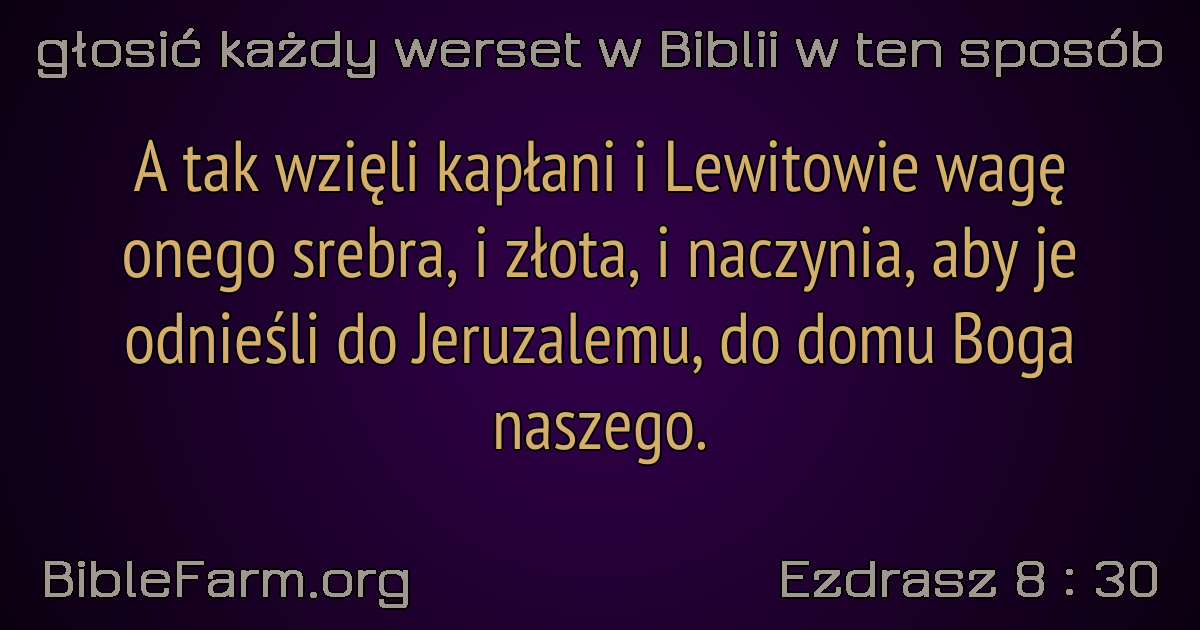 głosić każdy werset w Biblii w ten sposób
A tak wzięli kapłani i Lewitowie wagę
onego srebra, i złota, i naczynia, aby je
odnieśli do Jeruzalemu, do domu Boga
naszego.
BibleFarm.org
Ezdrasz 8 : 30